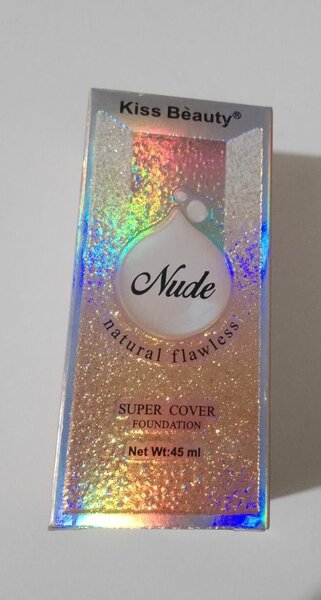 Kiss Bèauty®
Nude
natural flawless
SUPER COVER
FOUNDATION
Net Wt:45 ml